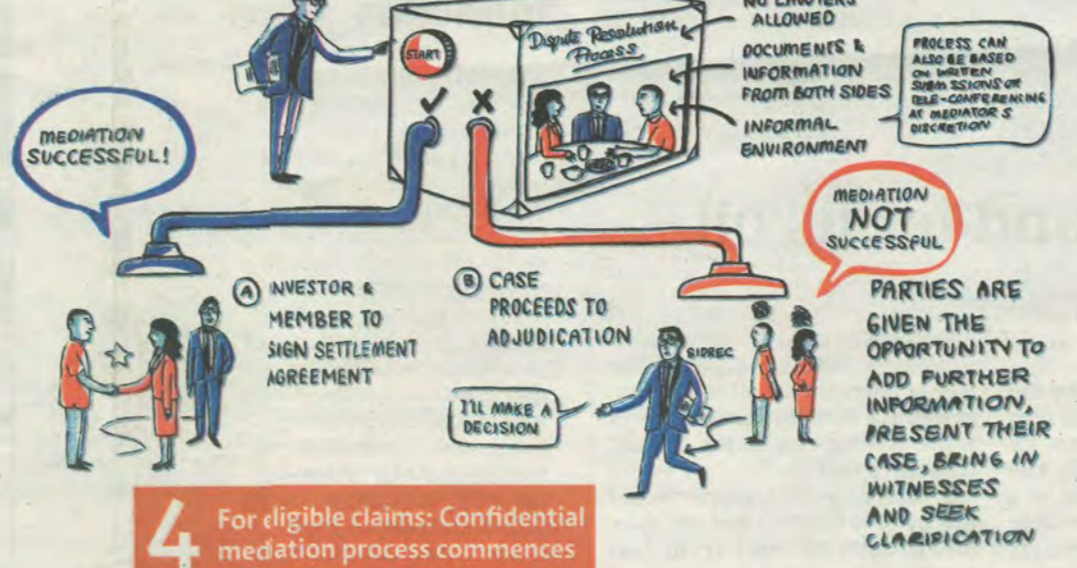 NO LAWYERS
ALLOWED
START
Dispute Resolution
Process
DOCUMENTS &
INFORMATION
FROM BOTH SIDES
INFORMAL
ENVIRONMENT
PROCESS CAN
ALSO BE BASED
ON WRITTEN
SUBMISSIONS OR
TELE-CONFERENCING
AT MEDIATOR'S
DISCRETION
MEDIATION
SUCCESSFUL!
MEDIATION
NOT
SUCCESSFUL
A INVESTOR &
MEMBER TO
SIGN SETTLEMENT
AGREEMENT
B CASE
PROCEEDS TO
ADJUDICATION
SIDREC
I'LL MAKE A
DECISION
PARTIES ARE
GIVEN THE
OPPORTUNITY TO
ADD FURTHER
INFORMATION,
PRESENT THEIR
CASE, BRING IN
WITNESSES
AND SEEK
CLARIFICATION
4 For eligible claims: Confidential
mediation process commences